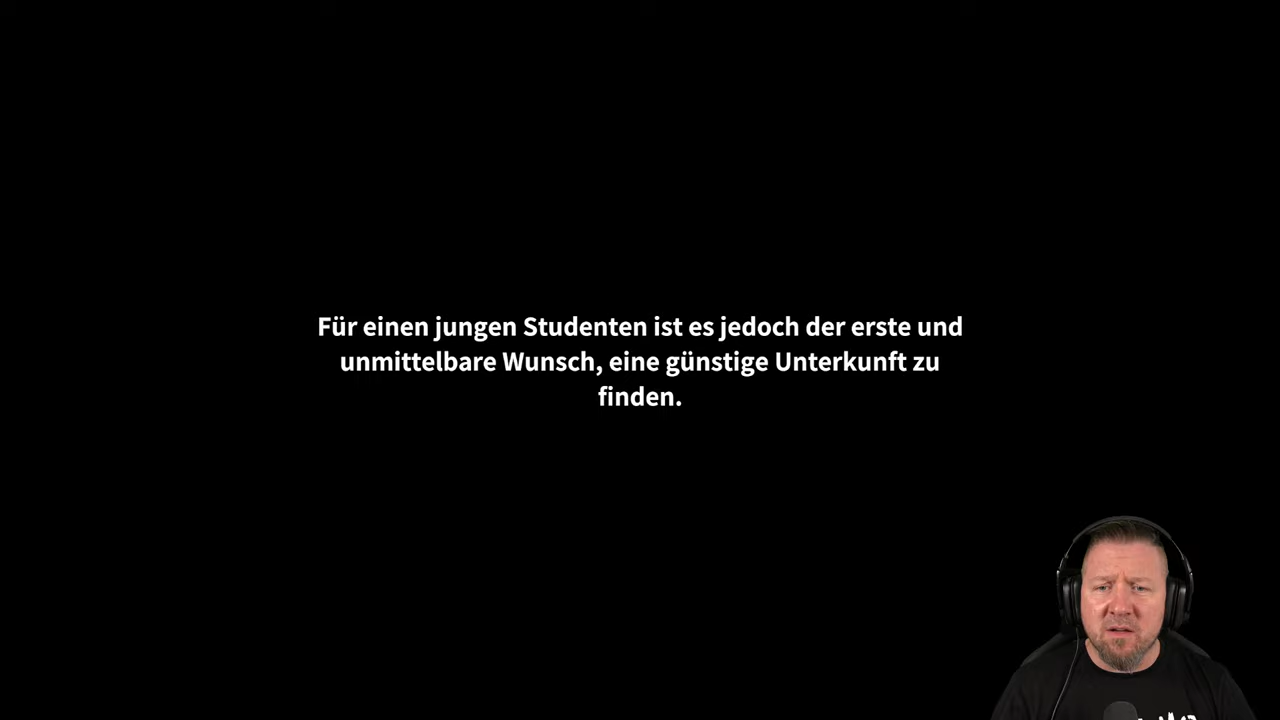 Für einen jungen Studenten ist es jedoch der erste und
unmittelbare Wunsch, eine günstige Unterkunft zu
finden.